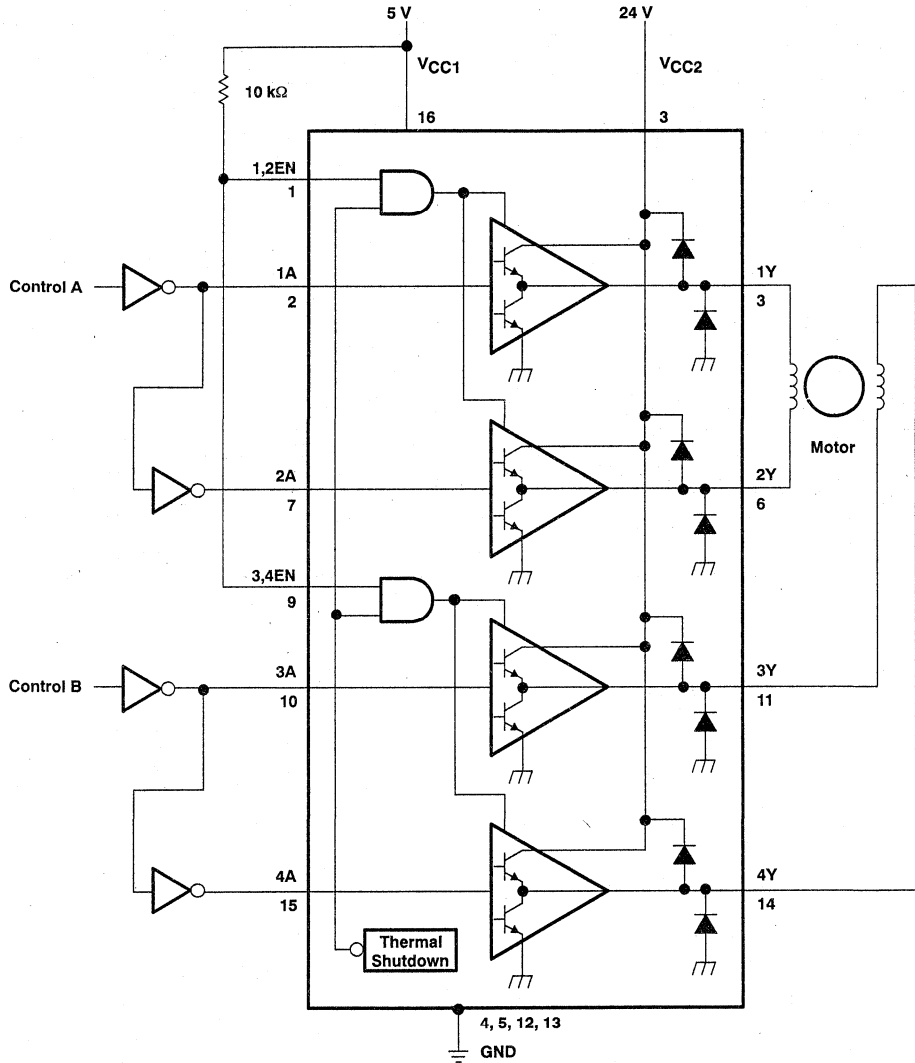 5 V
24 V
VCC1
VCC2
10 kΩ
16
3
1,2EN
1
Control A
1A
2
1Y
3
Motor
2A
7
2Y
6
3,4EN
9
Control B
3A
10
3Y
11
4A
15
4Y
14
Thermal
Shutdown
4, 5, 12, 13
GND